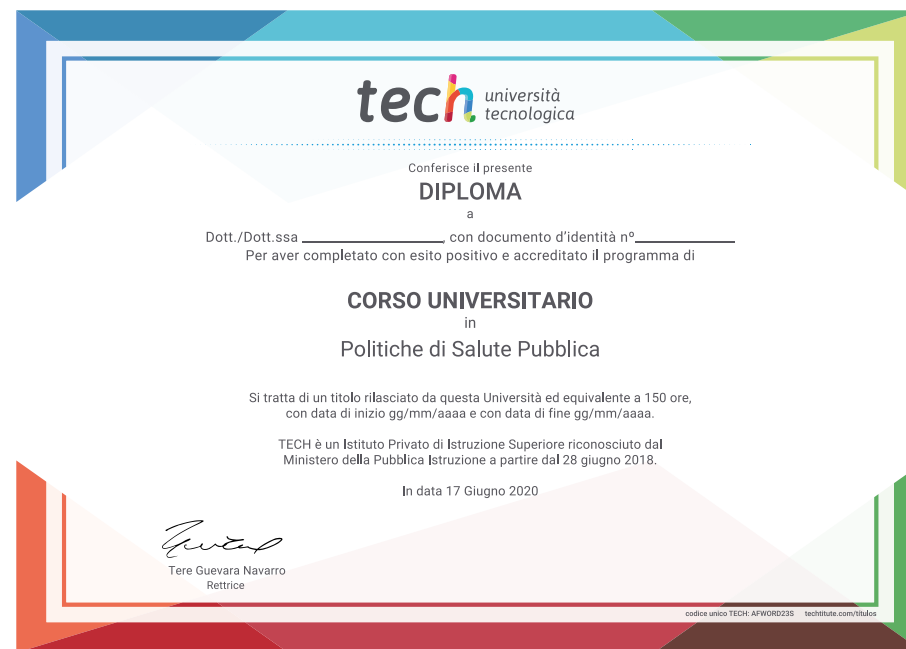 tech università
tecnologica
Conferisce il presente
DIPLOMA
a
Dott./Dott.ssa ____________________, con documento d'identità nº______________
Per aver completato con esito positivo e accreditato il programma di
CORSO UNIVERSITARIO
in
Politiche di Salute Pubblica
Si tratta di un titolo rilasciato da questa Università ed equivalente a 150 ore,
con data di inizio gg/mm/aaaa e con data di fine gg/mm/aaaa.
TECH è un Istituto Privato di Istruzione Superiore riconosciuto dal
Ministero della Pubblica Istruzione a partire dal 28 giugno 2018.
In data 17 Giugno 2020
Tere Guevara Navarro
Rettrice
codice unico TECH: AFWORD23S techtitute.com/titulos